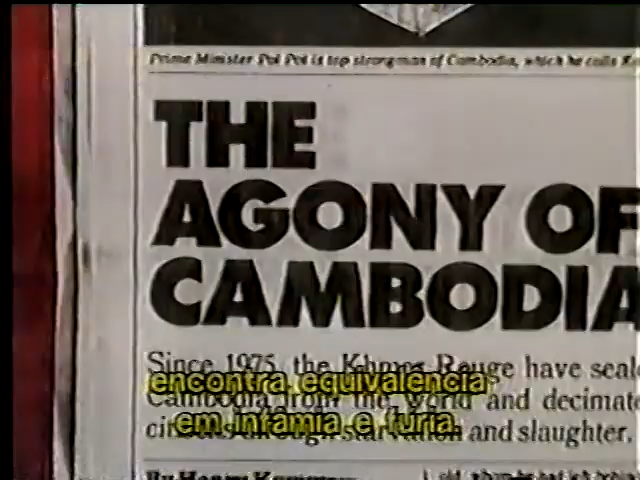 Prime Minister Pol Pot is top strongman of Cambodia, which he calls
THE
AGONY OF
CAMBODIA
Since 1975, the Khmer Rouge have seal
encontra equivalência
Cambodia from the world and decimate
em infâmia e fúria.
through starvation and slaughter.
By Henry